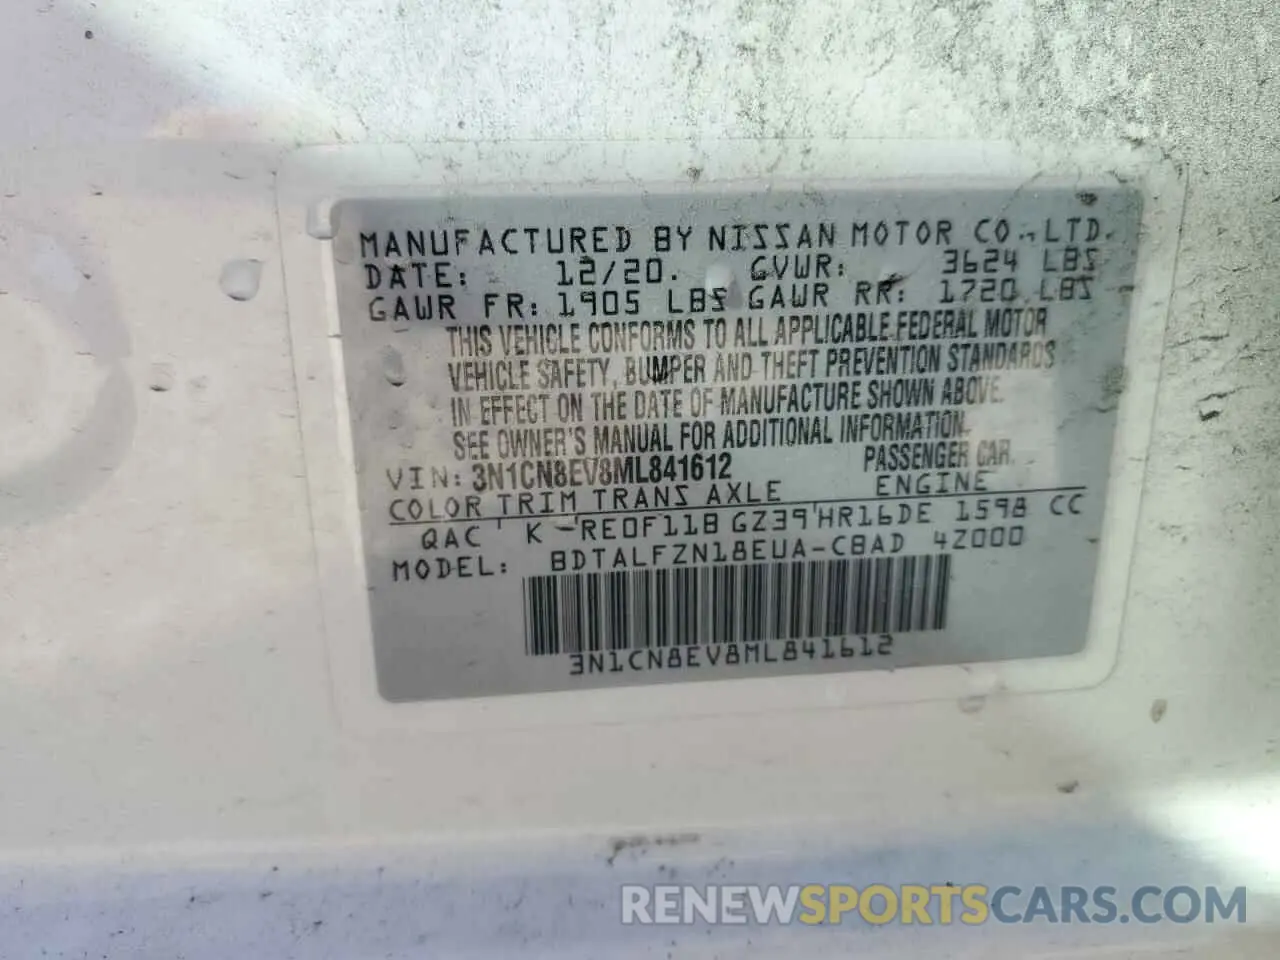 MANUFACTURED BY NISSAN MOTOR CO., LTD.
DATE: 12/20. GVWR: 3624 LBS
GAWR FR: 1905 LBS GAWR RR: 1720 LBS
THIS VEHICLE CONFORMS TO ALL APPLICABLE FEDERAL MOTOR
VEHICLE SAFETY, BUMPER AND THEFT PREVENTION STANDARDS
IN EFFECT ON THE DATE OF MANUFACTURE SHOWN ABOVE.
SEE OWNER'S MANUAL FOR ADDITIONAL INFORMATION.
VIN: 3N1CN8EV8ML841612 PASSENGER CAR
COLOR TRIM TRANS AXLE ENGINE
QAC K RE0F11B GZ39 HR16DE 1598 CC
MODEL: BDTALFZN18EUA-CBAD 42000
3N1CN8EV8ML841612
RENEWSPORTSCARS.COM